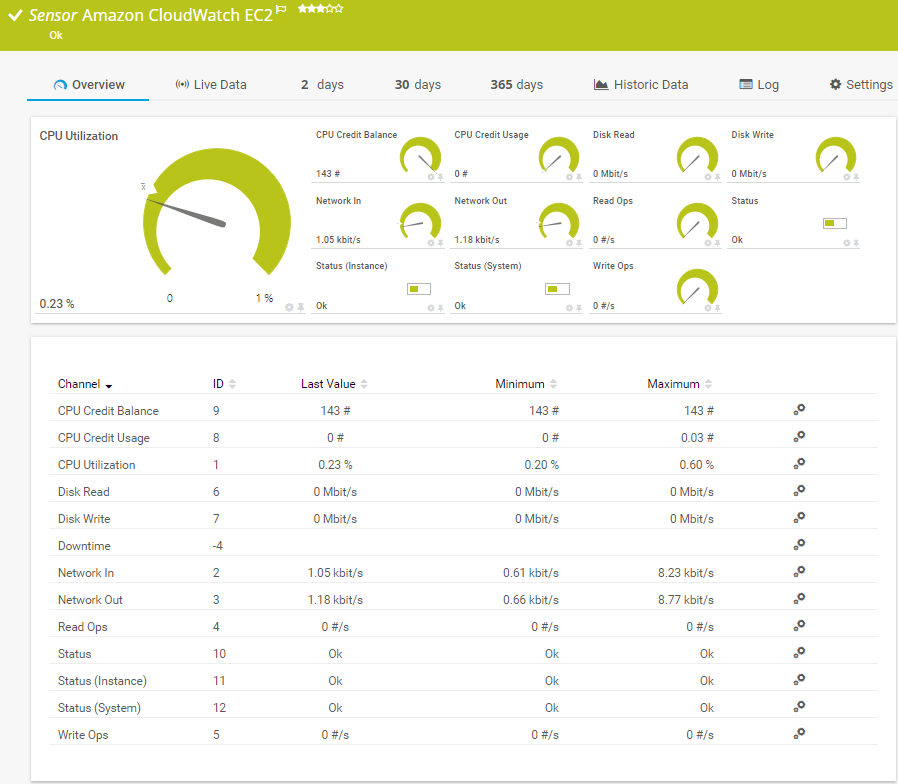 Sensor Amazon CloudWatch EC2
Ok
Overview Live Data 2 days 30 days 365 days Historic Data Log Settings
CPU Utilization
x̄
0 1 %
0.23 %
CPU Credit Balance
143 #
CPU Credit Usage
0 #
Disk Read
0 Mbit/s
Disk Write
0 Mbit/s
Network In
1.05 kbit/s
Network Out
1.18 kbit/s
Read Ops
0 #/s
Status
Ok
Status (Instance)
Ok
Status (System)
Ok
Write Ops
0 #/s
Channel ID Last Value Minimum Maximum
CPU Credit Balance 9 143 # 143 # 143 #
CPU Credit Usage 8 0 # 0 # 0.03 #
CPU Utilization 1 0.23 % 0.20 % 0.60 %
Disk Read 6 0 Mbit/s 0 Mbit/s 0 Mbit/s
Disk Write 7 0 Mbit/s 0 Mbit/s 0 Mbit/s
Downtime -4
Network In 2 1.05 kbit/s 0.61 kbit/s 8.23 kbit/s
Network Out 3 1.18 kbit/s 0.66 kbit/s 8.77 kbit/s
Read Ops 4 0 #/s 0 #/s 0 #/s
Status 10 Ok Ok Ok
Status (Instance) 11 Ok Ok Ok
Status (System) 12 Ok Ok Ok
Write Ops 5 0 #/s 0 #/s 0 #/s